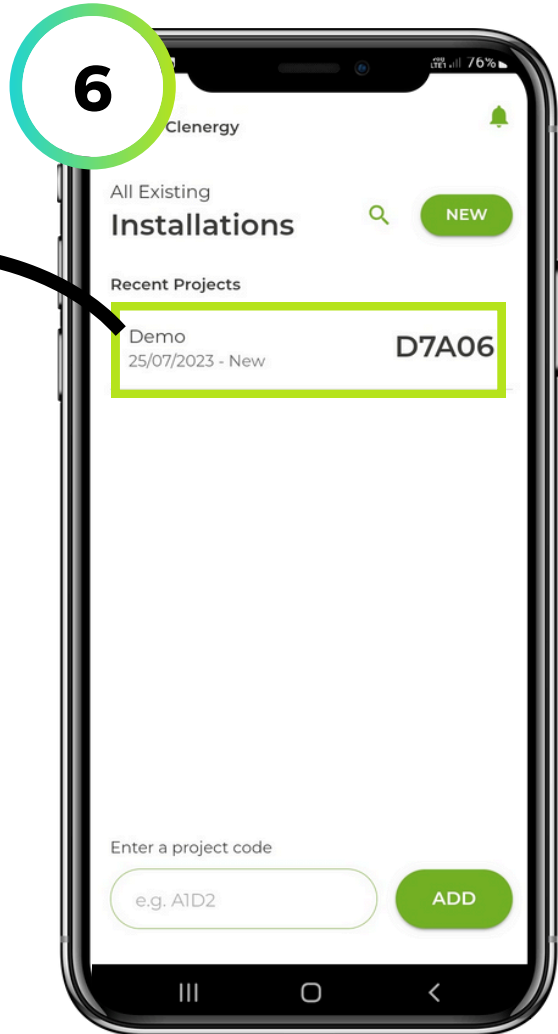 6
76%
Clenergy
All Existing
Installations
NEW
Recent Projects
Demo
25/07/2023 - New
D7A06
Enter a project code
e.g. A1D2
ADD